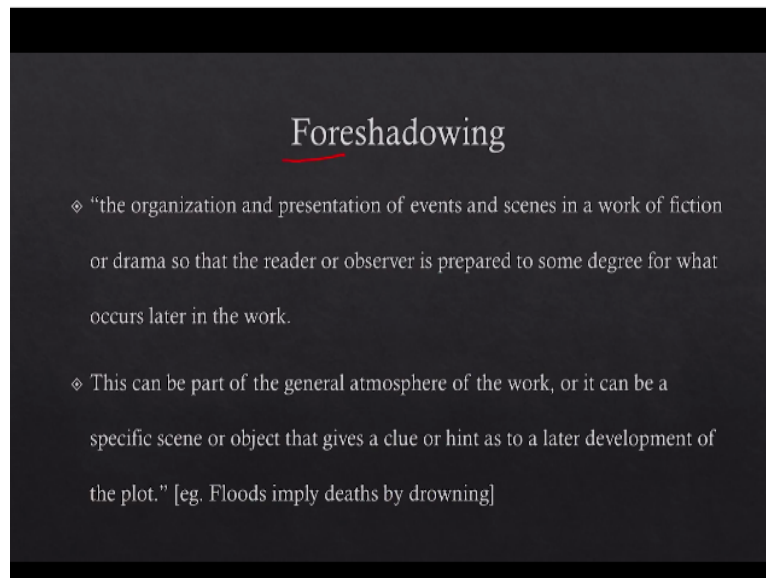 Foreshadowing
“the organization and presentation of events and scenes in a work of fiction
or drama so that the reader or observer is prepared to some degree for what
occurs later in the work.
This can be part of the general atmosphere of the work, or it can be a
specific scene or object that gives a clue or hint as to a later development of
the plot.” [eg. Floods imply deaths by drowning]